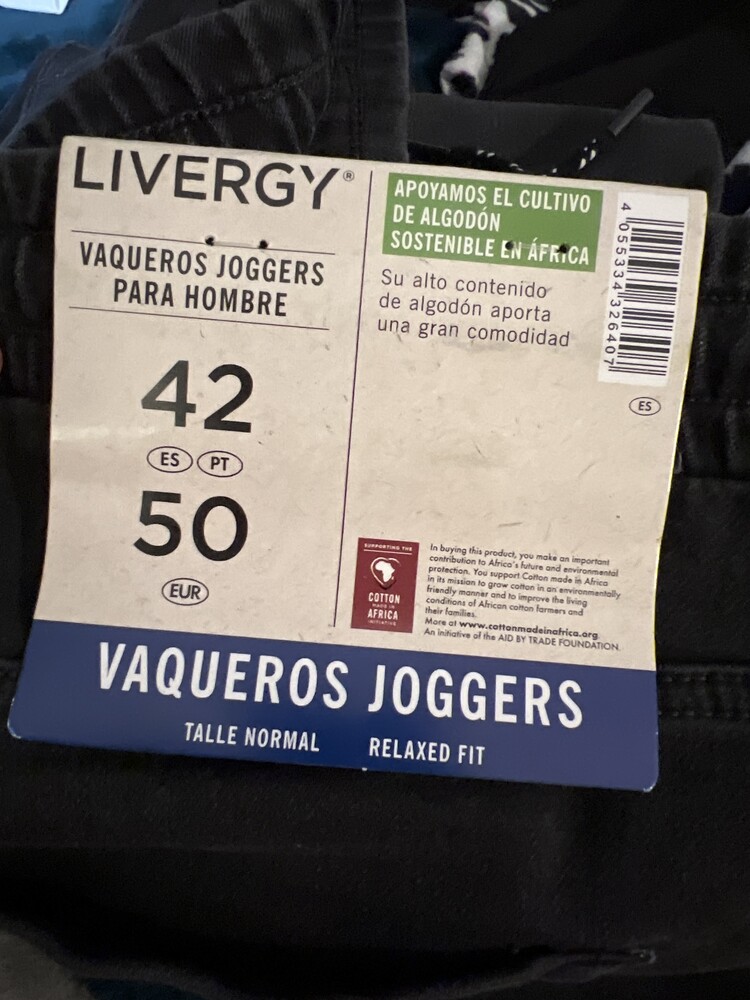 LIVERGY®
VAQUEROS JOGGERS
PARA HOMBRE
42
ES PT
50
EUR
APOYAMOS EL CULTIVO
DE ALGODÓN
SOSTENIBLE EN ÁFRICA
Su alto contenido
de algodón aporta
una gran comodidad
4 055334 326407
ES
SUPPORTING THE
COTTON
MADE IN
AFRICA
INITIATIVE
In buying this product, you make an important
contribution to Africa's future and environmental
protection. You support Cotton made in Africa
in its mission to grow cotton in an environmentally
friendly manner and to improve the living
conditions of African cotton farmers and
their families.
More at www.cottonmadeinafrica.org.
An initiative of the AID BY TRADE FOUNDATION.
VAQUEROS JOGGERS
TALLE NORMAL RELAXED FIT